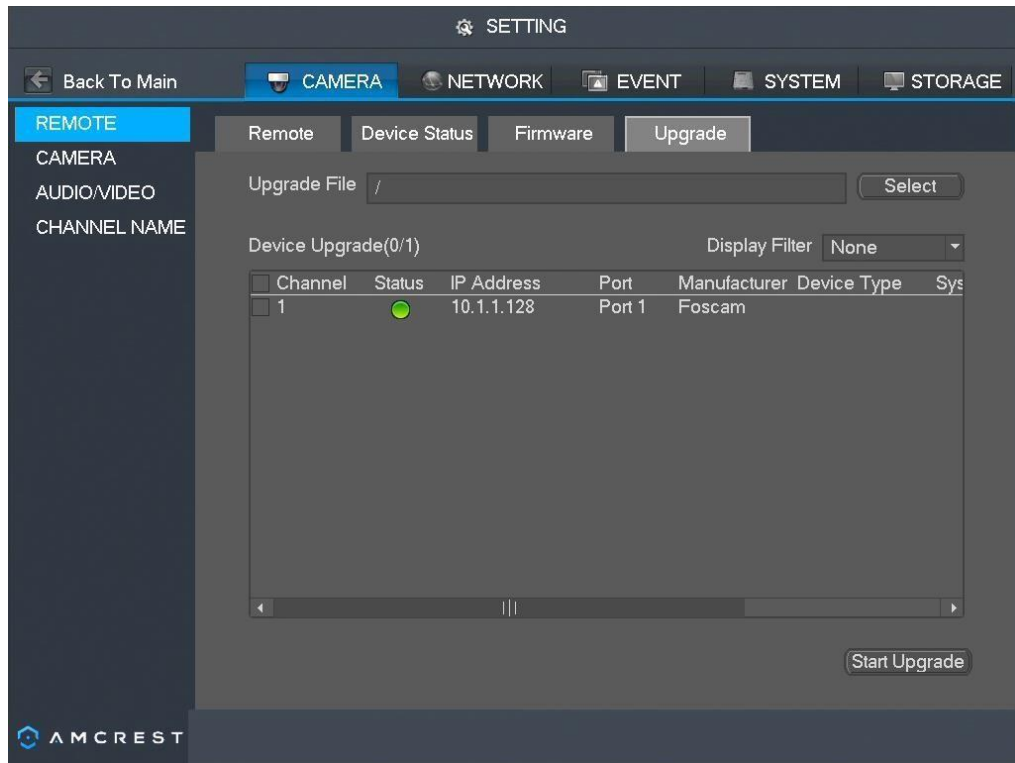 SETTING
Back To Main CAMERA NETWORK EVENT SYSTEM STORAGE
REMOTE
CAMERA
AUDIO/VIDEO
CHANNEL NAME
Remote Device Status Firmware Upgrade
Upgrade File / Select
Device Upgrade(0/1) Display Filter None
Channel Status IP Address Port Manufacturer Device Type Sys
1 10.1.1.128 Port 1 Foscam
Start Upgrade
AMCREST